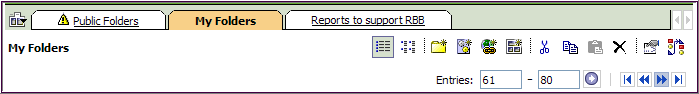 Public Folders My Folders Reports to support RBB
My Folders
Entries: 61 - 80